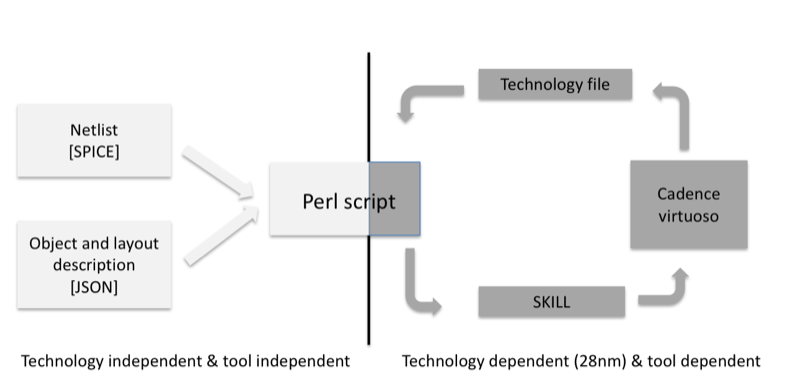 Technology file
Netlist
[SPICE]
Perl script
Cadence
virtuoso
Object and layout
description
[JSON]
SKILL
Technology independent & tool independent
Technology dependent (28nm) & tool dependent